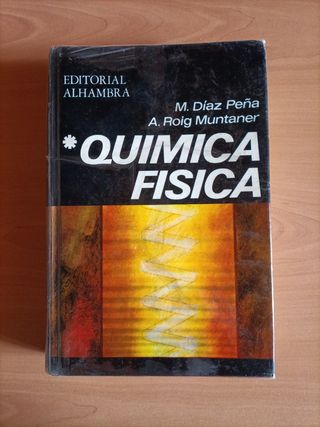 EDITORIAL
ALHAMBRA
M. Díaz Peña
A. Roig Muntaner
* QUIMICA
FISICA